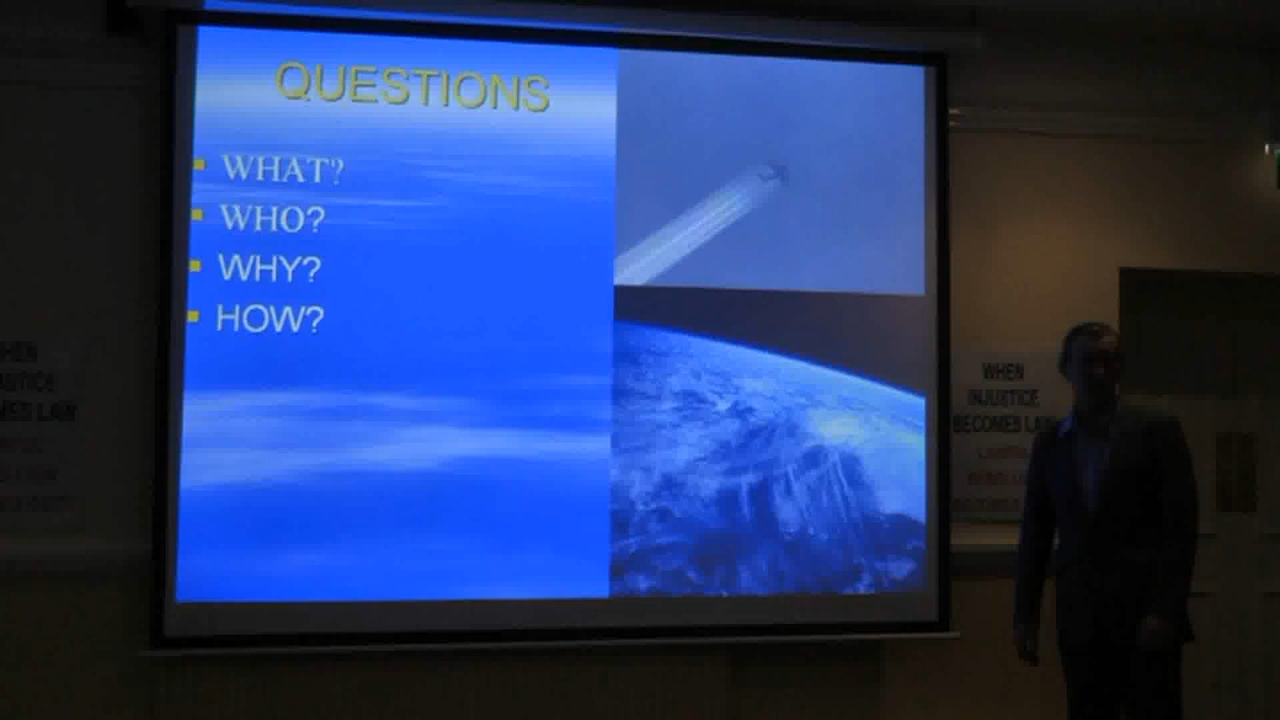 QUESTIONS
WHAT?
WHO?
WHY?
HOW?
WHEN
INJUSTICE
BECOMES LAW